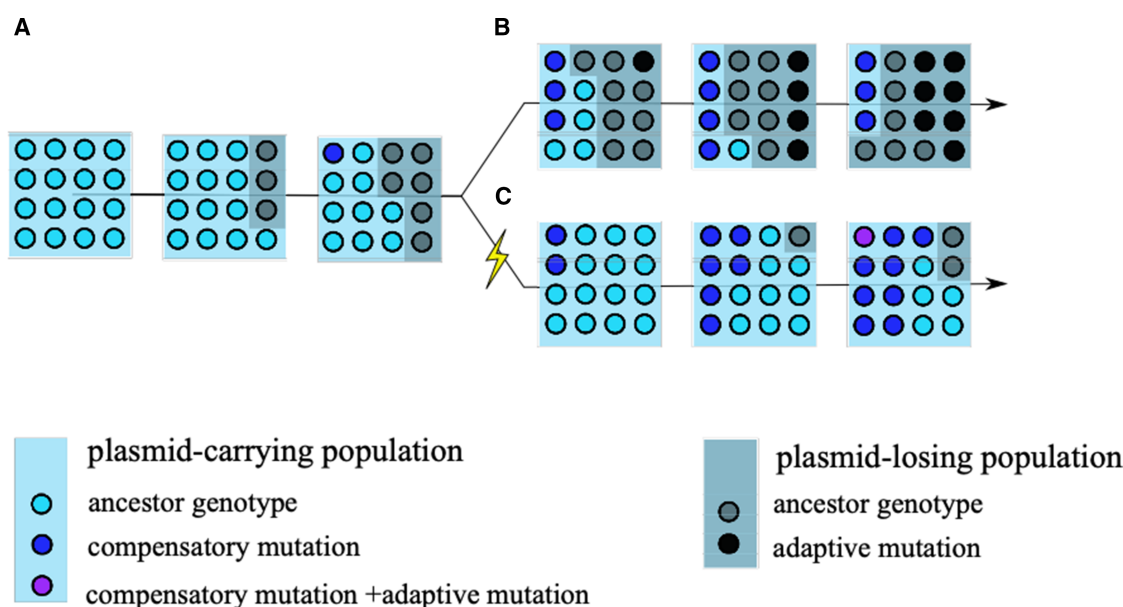 A
B
C
plasmid-carrying population
ancestor genotype
compensatory mutation
compensatory mutation +adaptive mutation
plasmid-losing population
ancestor genotype
adaptive mutation